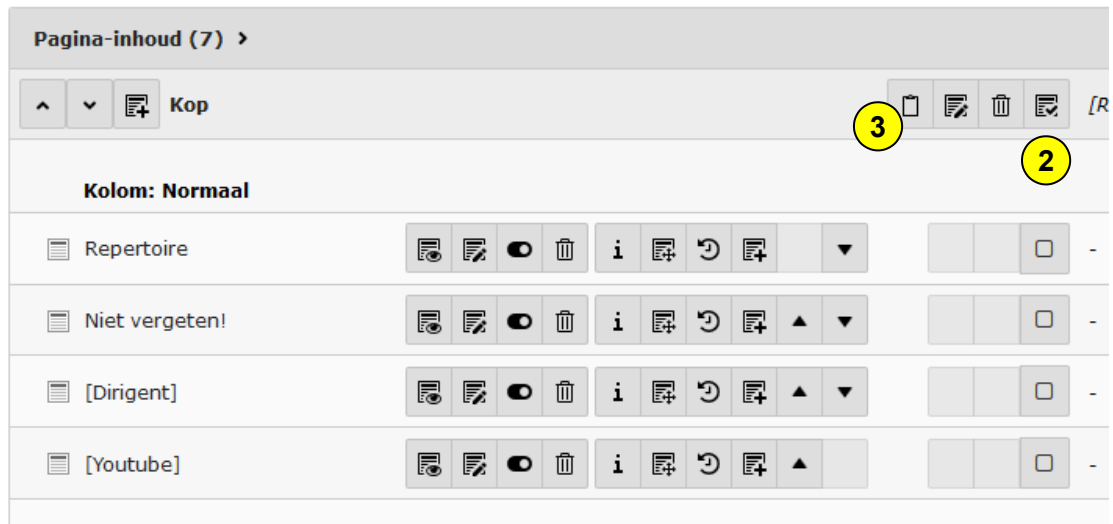 Pagina-inhoud (7) >
Kop
[R
3
2
Kolom: Normaal
Repertoire
i
-
Niet vergeten!
i
-
[Dirigent]
i
-
[Youtube]
i
-